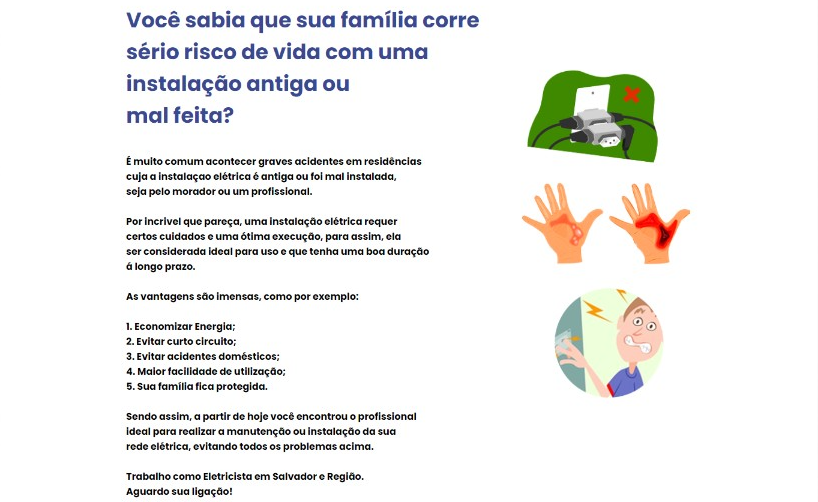 Você sabia que sua família corre
sério risco de vida com uma
instalação antiga ou
mal feita?
É muito comum acontecer graves acidentes em residências
cuja a instalaçao elétrica é antiga ou foi mal instalada,
seja pelo morador ou um profissional.
Por incrivel que pareça, uma instalação elétrica requer
certos cuidados e uma ótima execução, para assim, ela
ser considerada ideal para uso e que tenha uma boa duração
á longo prazo.
As vantagens são imensas, como por exemplo:
1. Economizar Energia;
2. Evitar curto circuito;
3. Evitar acidentes domésticos;
4. Maior facilidade de utilização;
5. Sua família fica protegida.
Sendo assim, a partir de hoje você encontrou o profissional
ideal para realizar a manutenção ou instalação da sua
rede elétrica, evitando todos os problemas acima.
Trabalho como Eletricista em Salvador e Região.
Aguardo sua ligação!